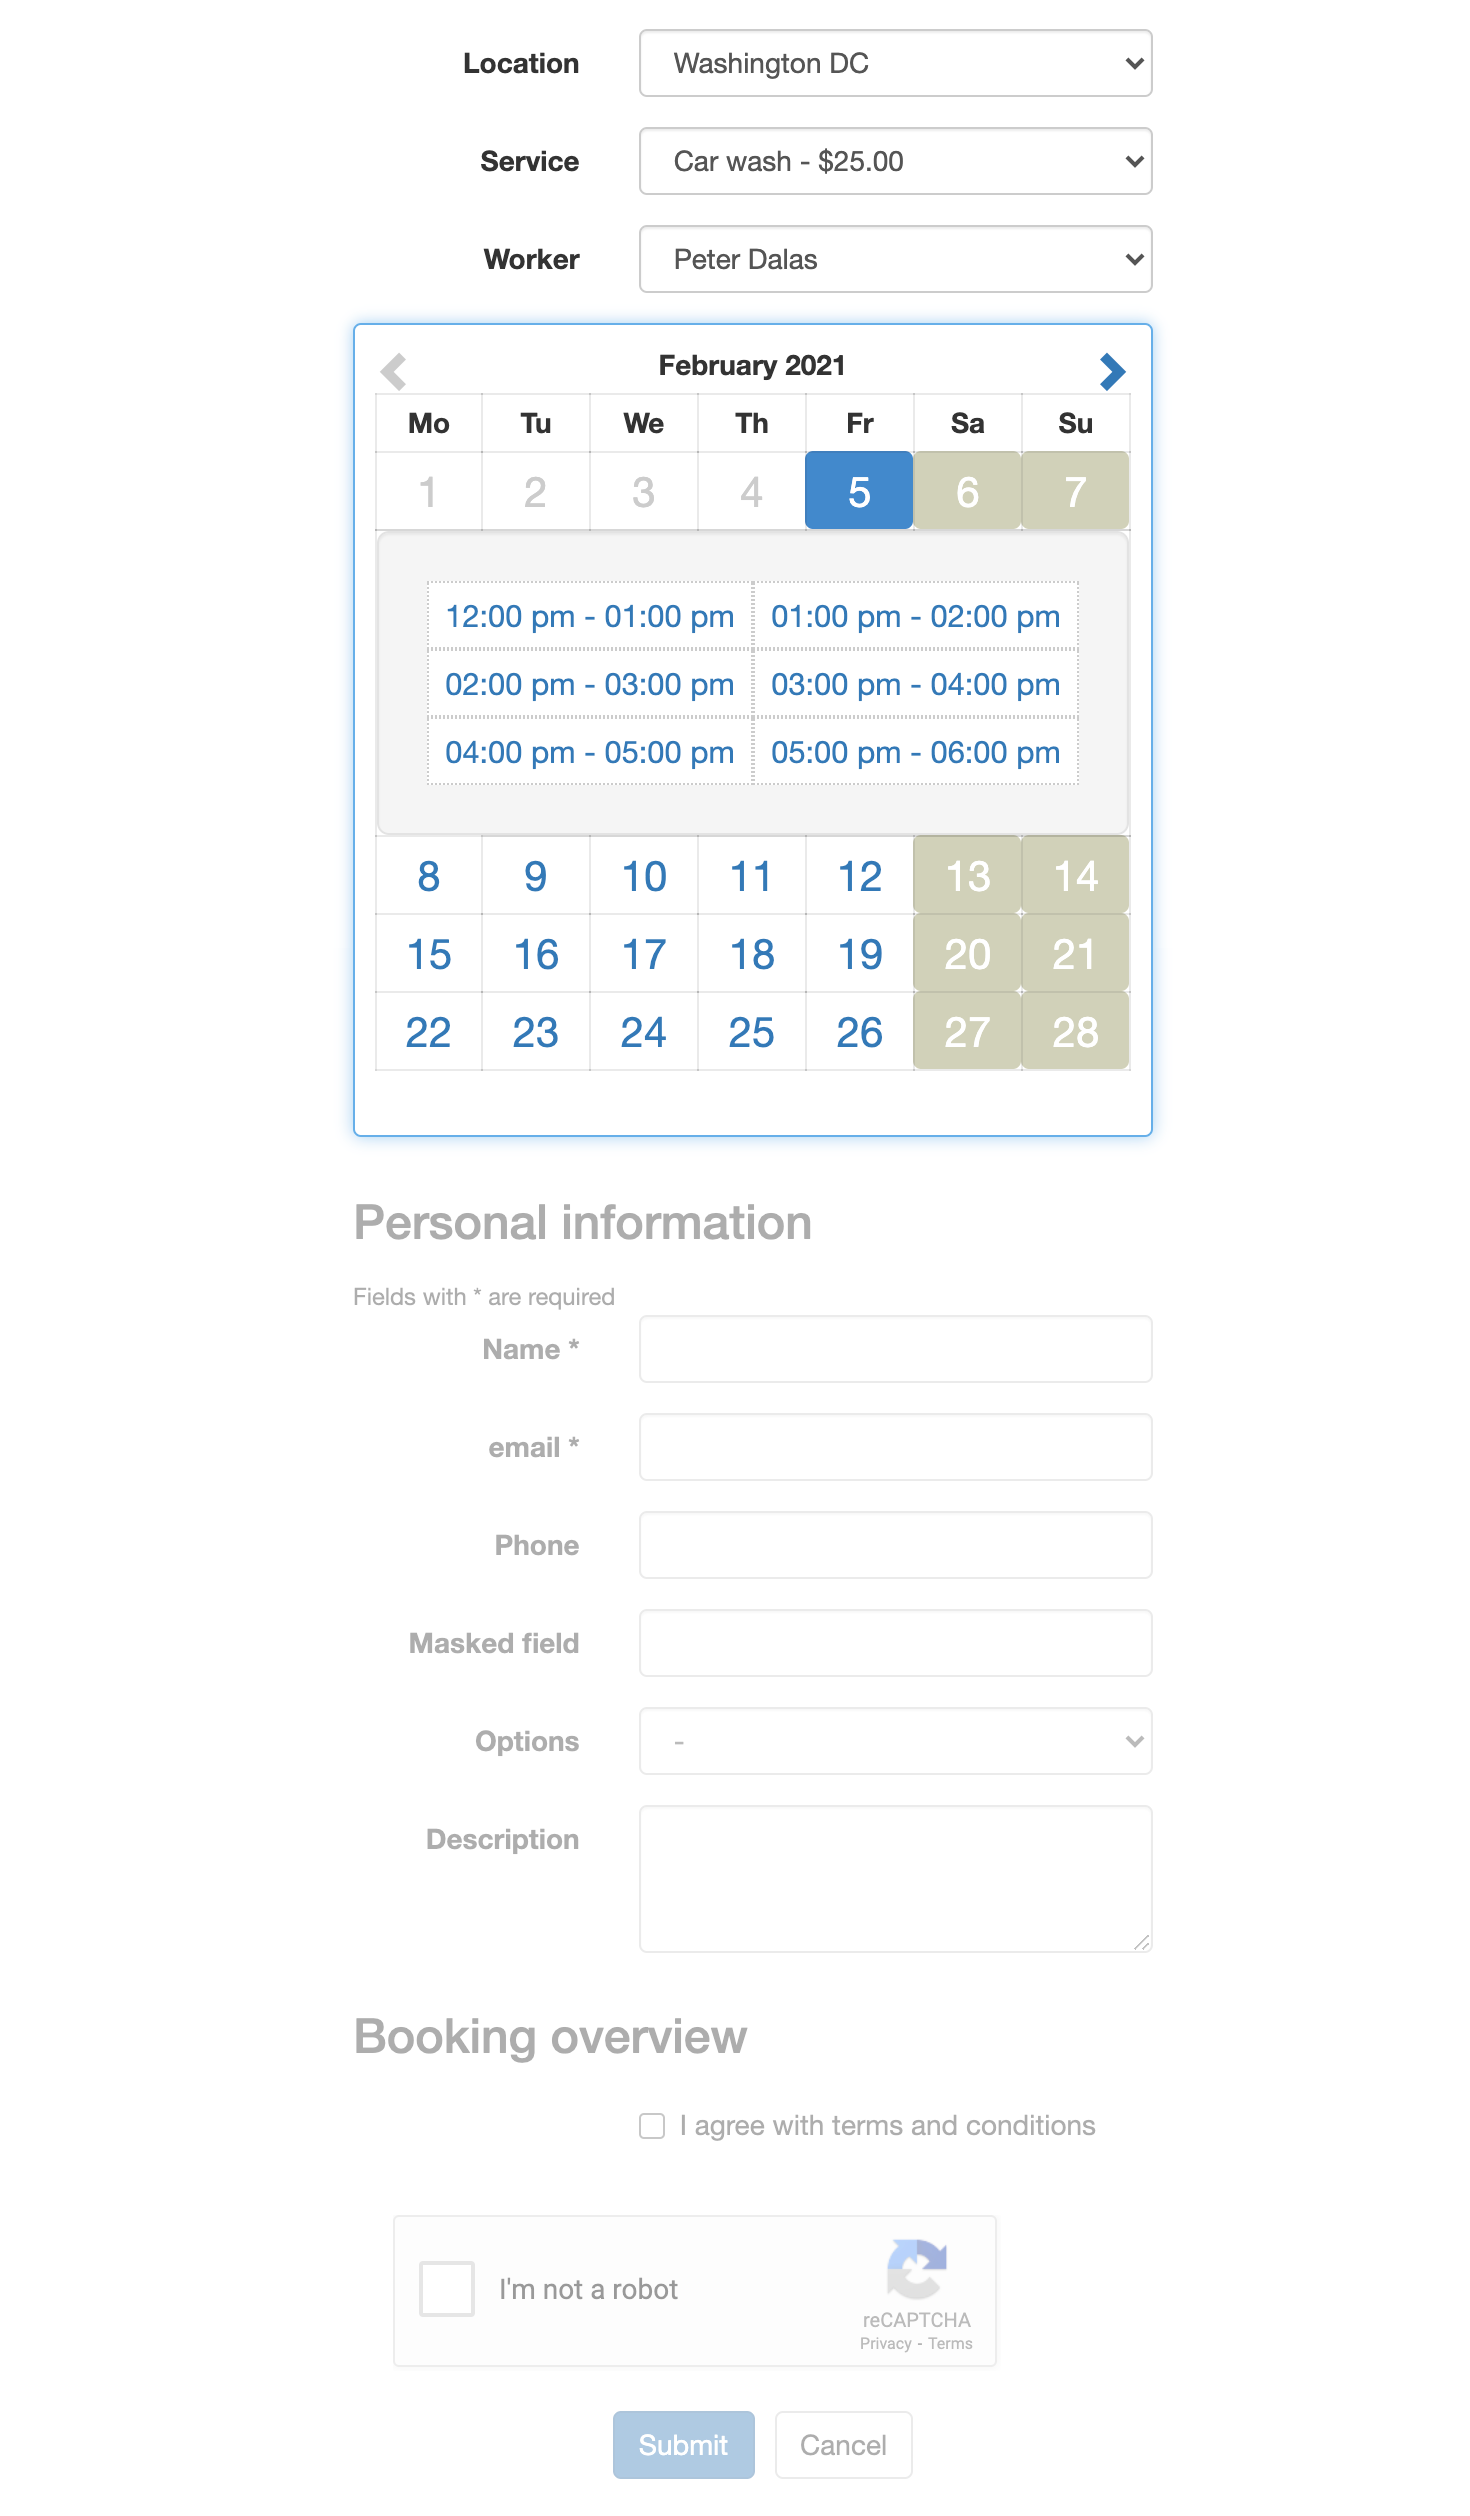 Location
Washington DC
Service
Car wash - $25.00
Worker
Peter Dalas
February 2021
Mo Tu We Th Fr Sa Su
1 2 3 4 5 6 7
12:00 pm - 01:00 pm 01:00 pm - 02:00 pm
02:00 pm - 03:00 pm 03:00 pm - 04:00 pm
04:00 pm - 05:00 pm 05:00 pm - 06:00 pm
8 9 10 11 12 13 14
15 16 17 18 19 20 21
22 23 24 25 26 27 28
Personal information
Fields with * are required
Name *
email *
Phone
Masked field
Options
-
Description
Booking overview
I agree with terms and conditions
I'm not a robot
reCAPTCHA
Privacy - Terms
Submit
Cancel